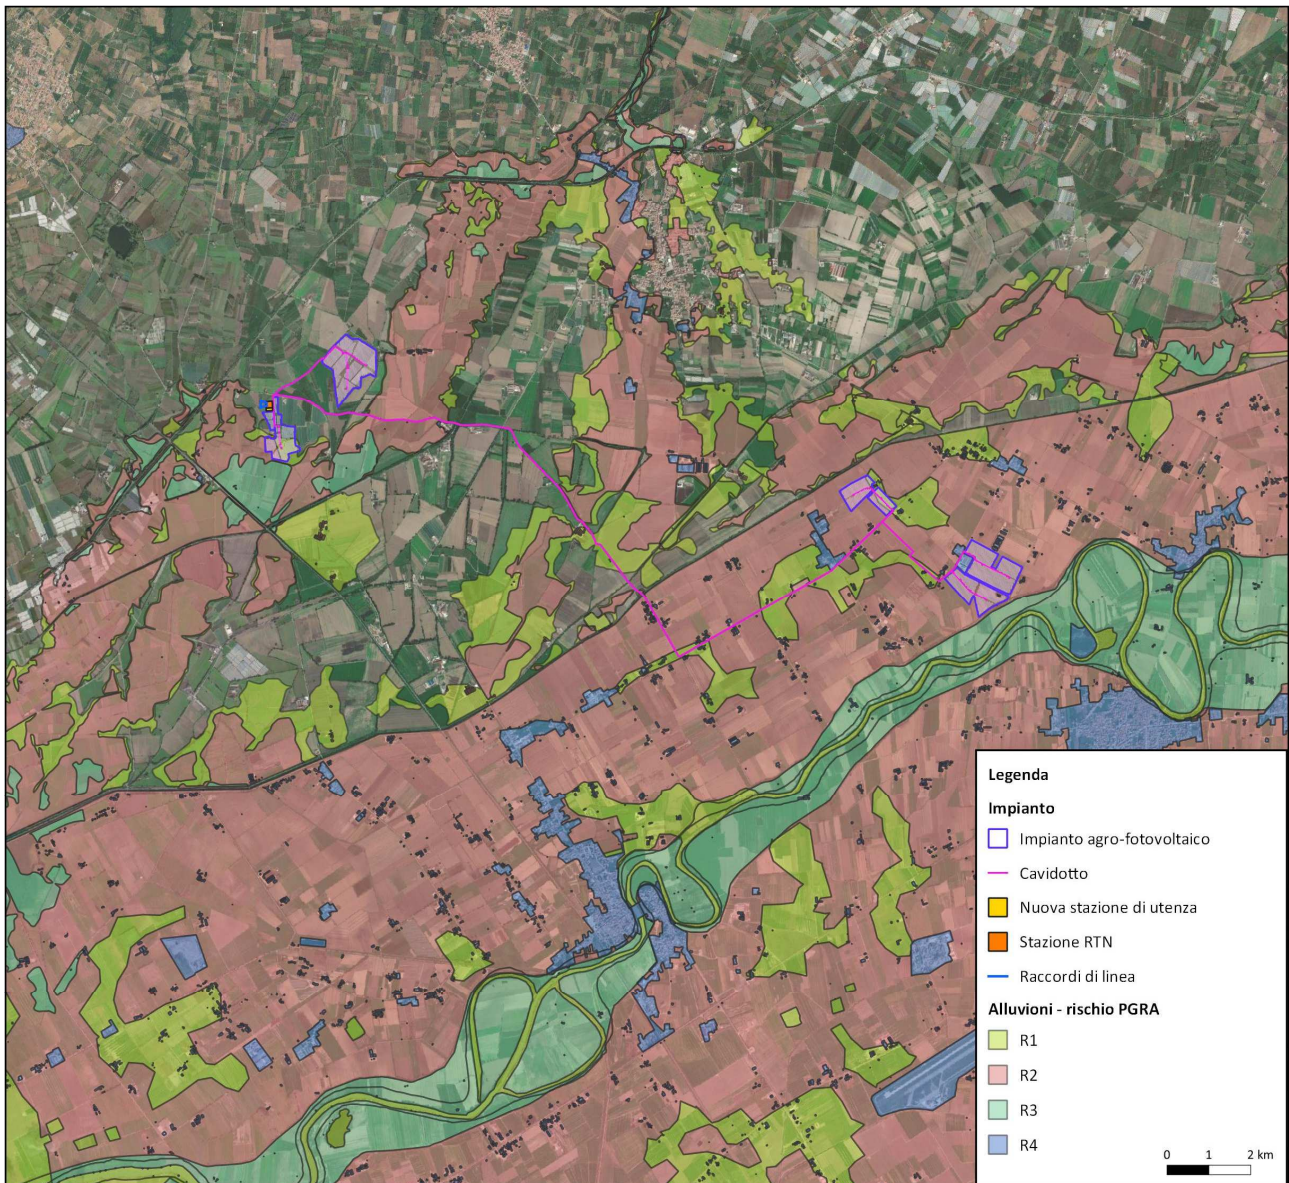 Legenda
Impianto
Impianto agro-fotovoltaico
Cavidotto
Nuova stazione di utenza
Stazione RTN
Raccordi di linea
Alluvioni - rischio PGRA
R1
R2
R3
R4
0 1 2 km